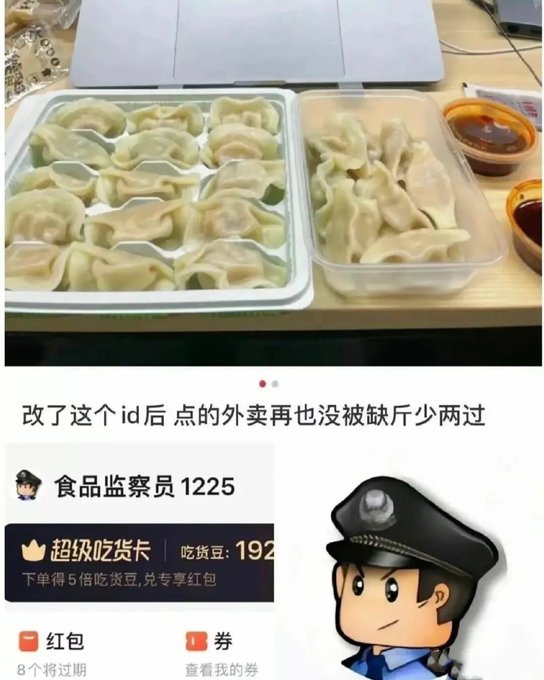 改了这个id后 点的外卖再也没被缺斤少两过
食品监察员1225
超级吃货卡 吃货豆: 192
下单得5倍吃货豆,兑专享红包
红包 券
8个将过期 查看我的券